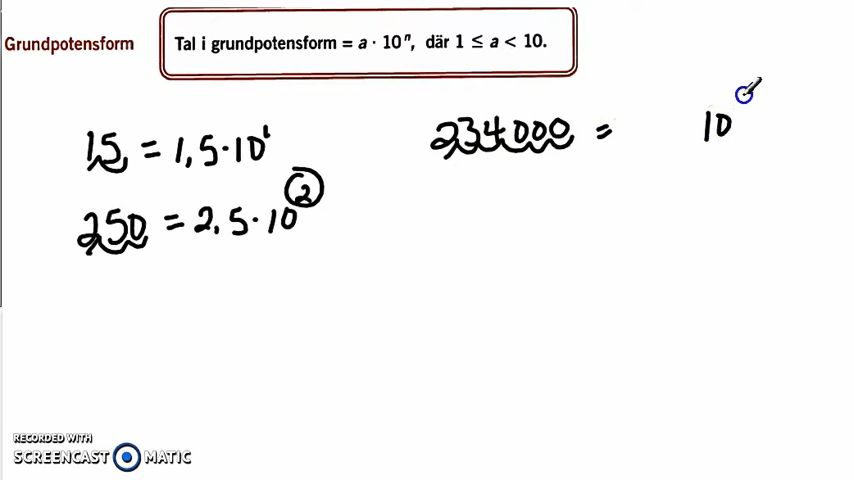 Grundpotensform
Tal i grundpotensform = a · 10ⁿ, där 1 ≤ a < 10.
15 = 1,5·10¹
250 = 2,5·10²
234000 = 10
RECORDED WITH
SCREENCAST MATIC